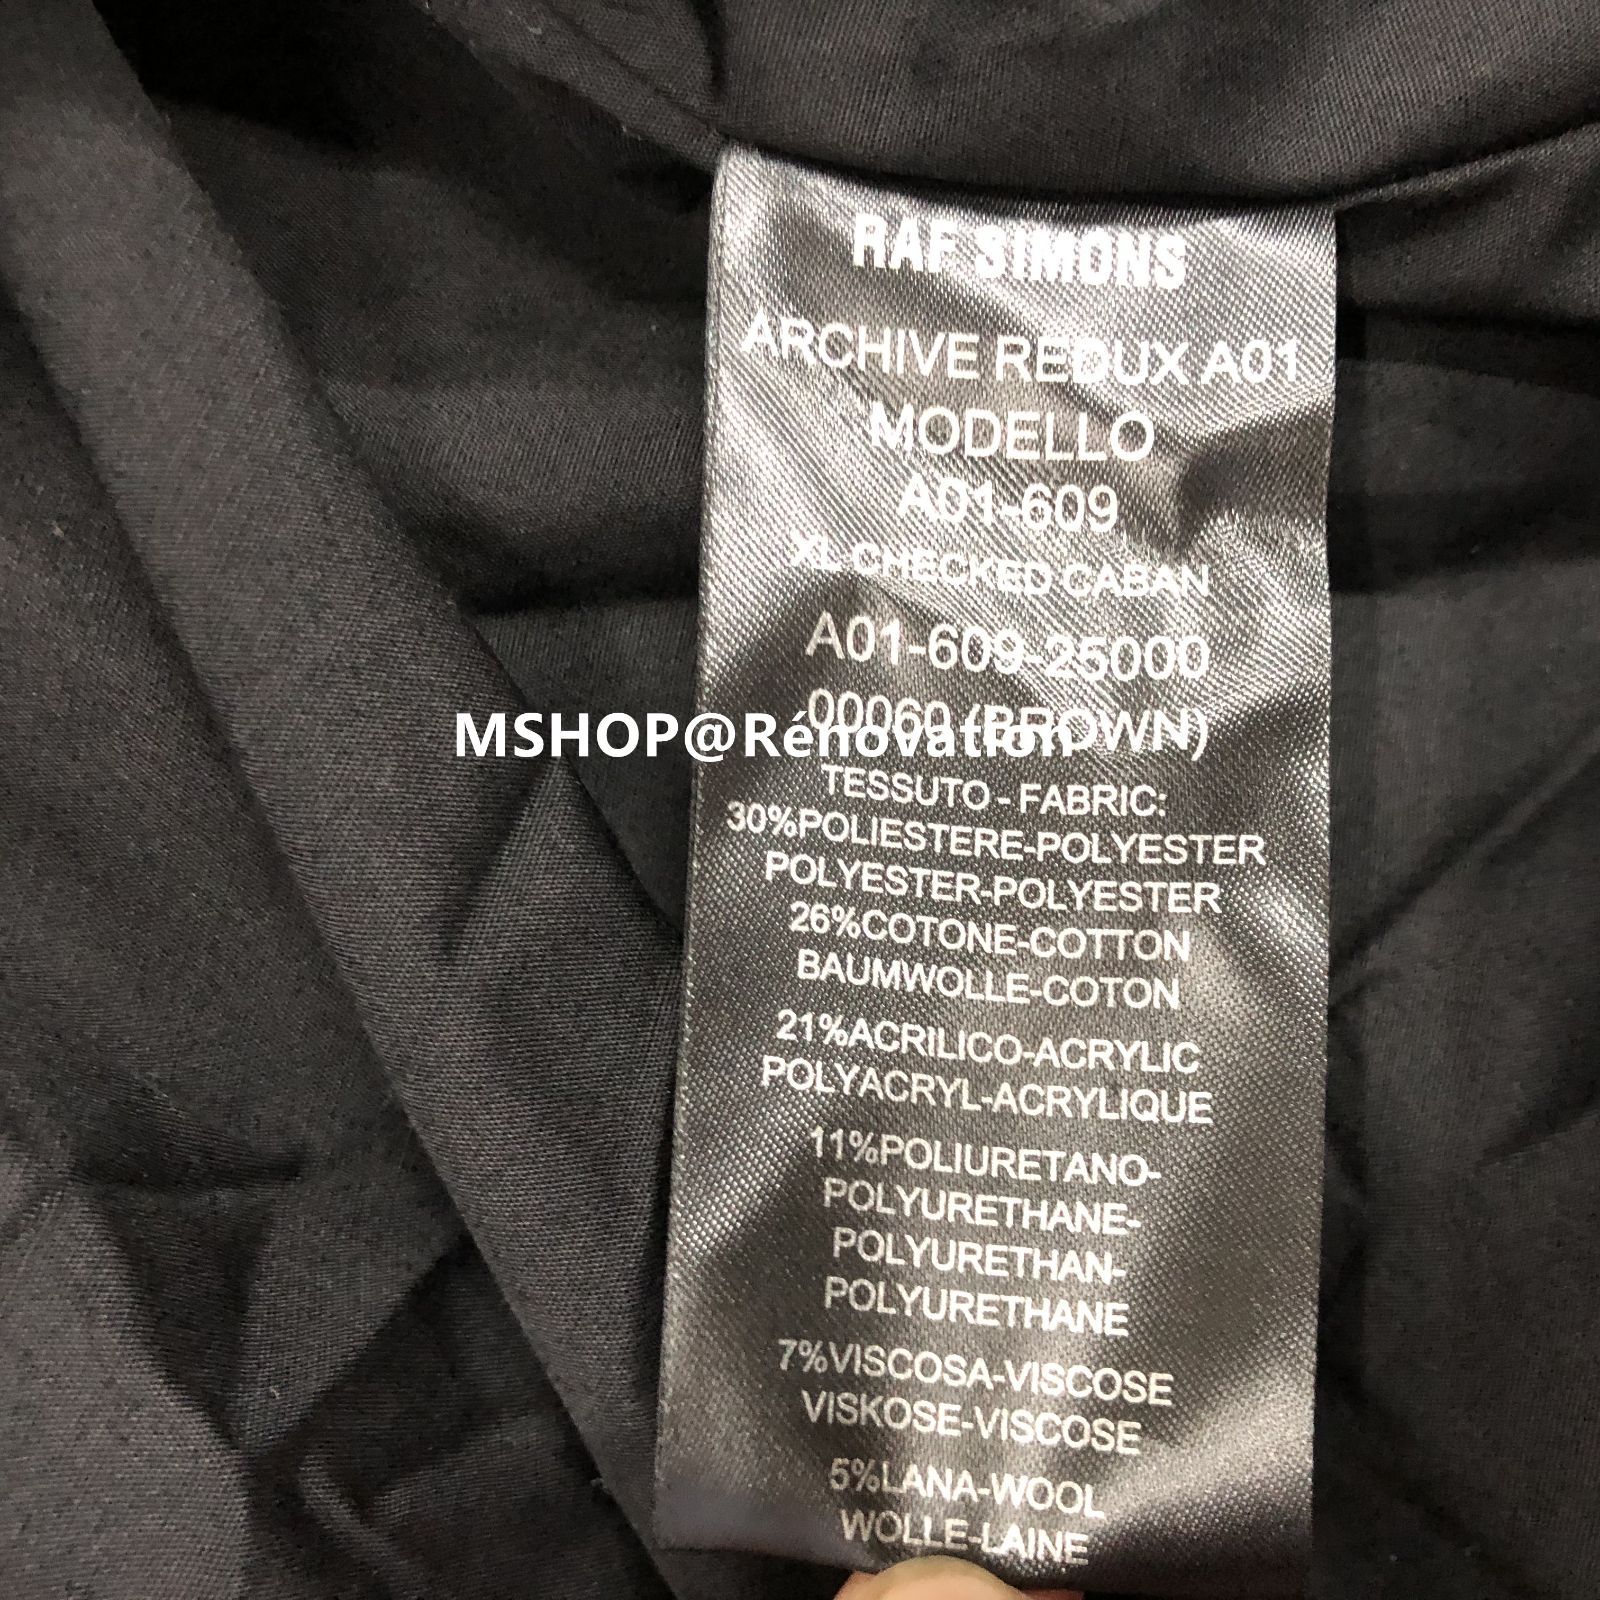 RAF SIMONS
ARCHIVE REDUX A01
MODELLO
A01-609
XL CHECKED CABAN
A01-609-25000
00060 (BROWN)
MSHOP@Rénovation
TESSUTO - FABRIC:
30%POLIESTERE-POLYESTER
POLYESTER-POLYESTER
26%COTONE-COTTON
BAUMWOLLE-COTON
21%ACRILICO-ACRYLIC
POLYACRYL-ACRYLIQUE
11%POLIURETANO-
POLYURETHANE-
POLYURETHAN-
POLYURETHANE
7%VISCOSA-VISCOSE
VISKOSE-VISCOSE
5%LANA-WOOL
WOLLE-LAINE